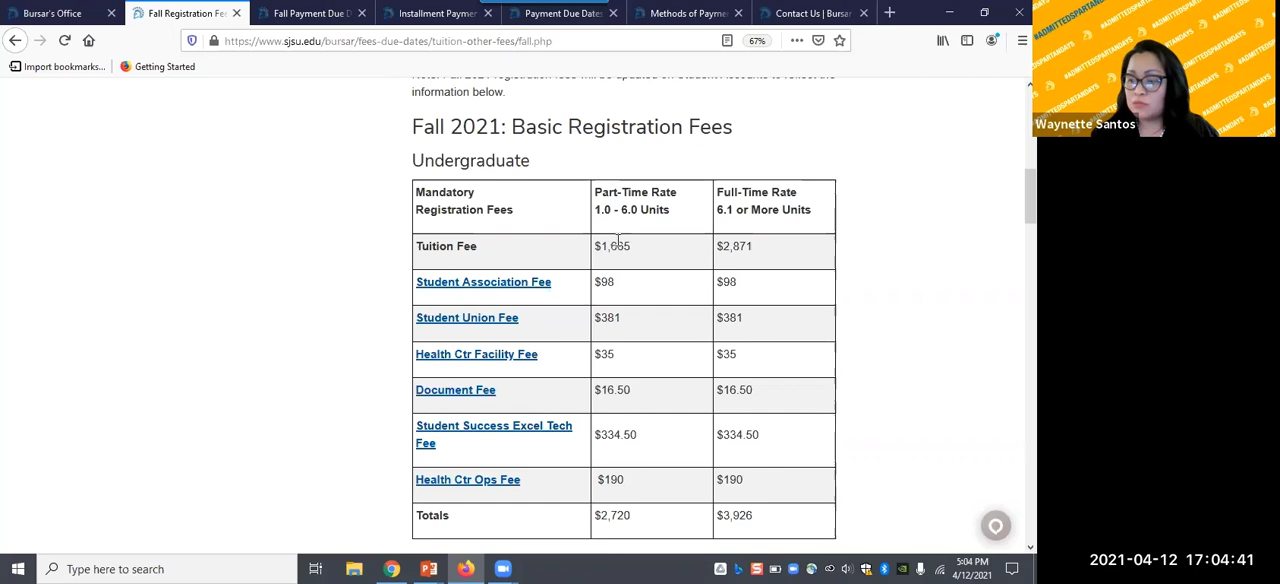 Bursar's Office
Fall Registration Fe
Fall Payment Due D
Installment Paymen
Payment Due Dates
Methods of Payme
Contact Us | Bursar
https://www.sjsu.edu/bursar/fees-due-dates/tuition-other-fees/fall.php
67%
Import bookmarks...
Getting Started
information below.
Fall 2021: Basic Registration Fees
Undergraduate
Mandatory Registration Fees
Part-Time Rate 1.0 - 6.0 Units
Full-Time Rate 6.1 or More Units
Tuition Fee $1,665 $2,871
Student Association Fee $98 $98
Student Union Fee $381 $381
Health Ctr Facility Fee $35 $35
Document Fee $16.50 $16.50
Student Success Excel Tech Fee $334.50 $334.50
Health Ctr Ops Fee $190 $190
Totals $2,720 $3,926
#ADMITTEDSPARTANDAYS
Waynette Santos
Type here to search
5:04 PM
4/12/2021
2021-04-12 17:04:41